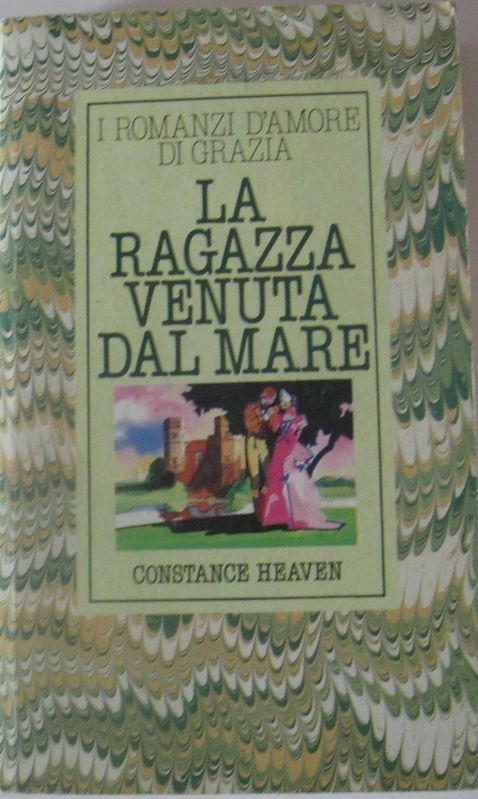 I ROMANZI D'AMORE
DI GRAZIA
LA
RAGAZZA
VENUTA
DAL MARE
CONSTANCE HEAVEN